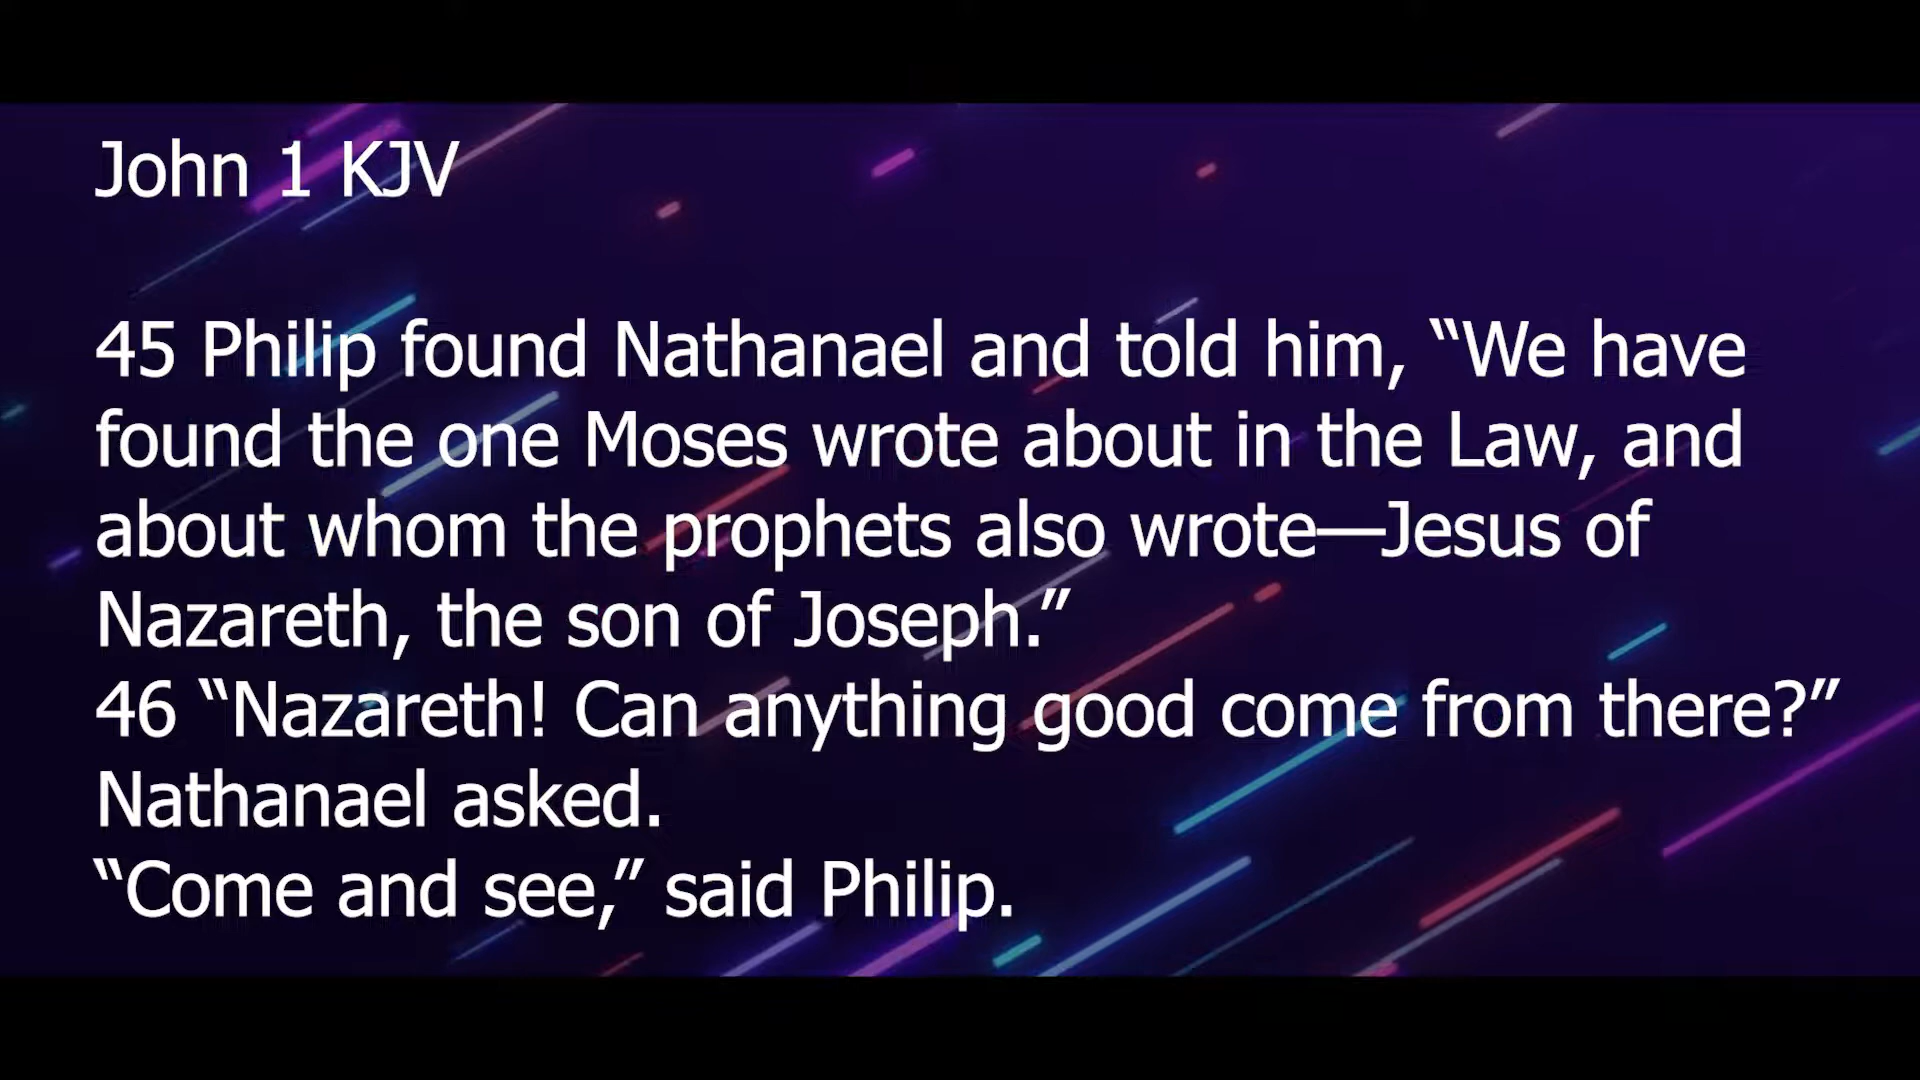 John 1 KJV
45 Philip found Nathanael and told him, “We have
found the one Moses wrote about in the Law, and
about whom the prophets also wrote—Jesus of
Nazareth, the son of Joseph.”
46 “Nazareth! Can anything good come from there?”
Nathanael asked.
“Come and see,” said Philip.